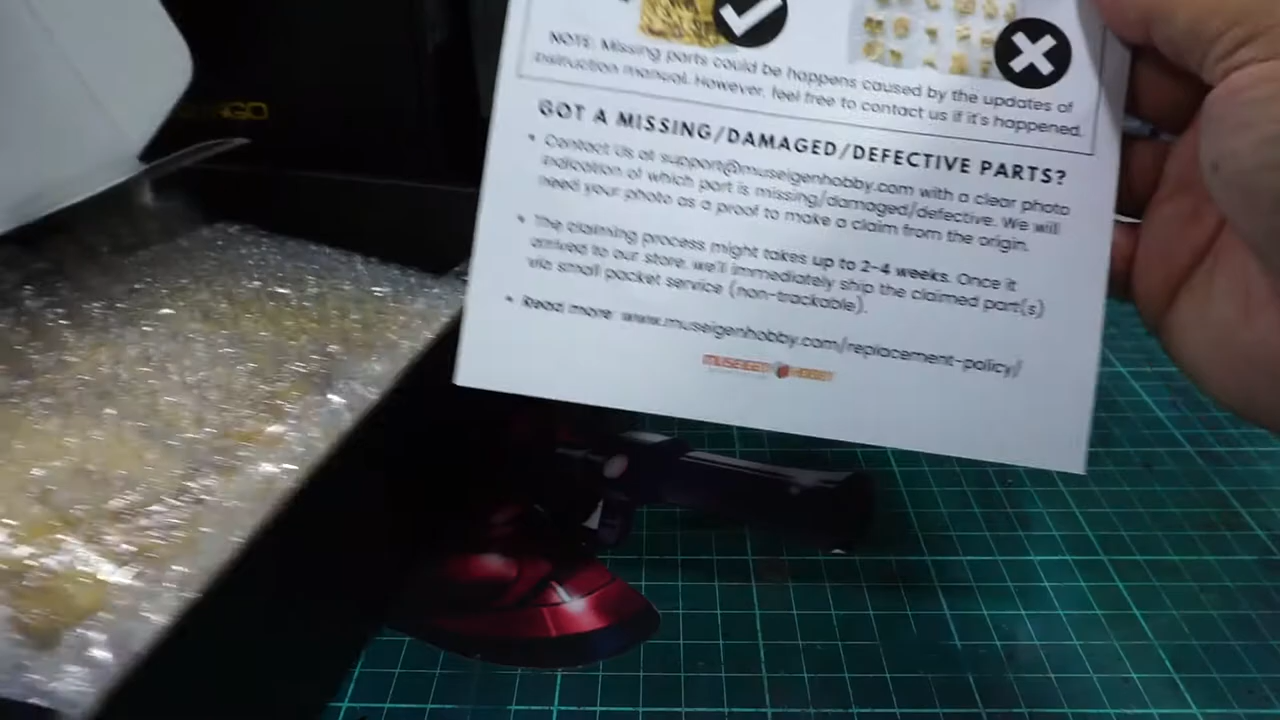 NOTE: Missing parts could be happens caused by the updates of
instruction manual. However, feel free to contact us if it's happened.
GOT A MISSING/DAMAGED/DEFECTIVE PARTS?
• Contact Us at support@museigenhobby.com with a clear photo
indication of which part is missing/damaged/defective. We will
need your photo as a proof to make a claim from the origin.
• The claiming process might takes up to 2-4 weeks. Once it
arrived to our store, we'll immediately ship the claimed part(s)
via small packet service (non-trackable).
• Read more www.museigenhobby.com/replacement-policy/
MUSEIGEN HOBBY